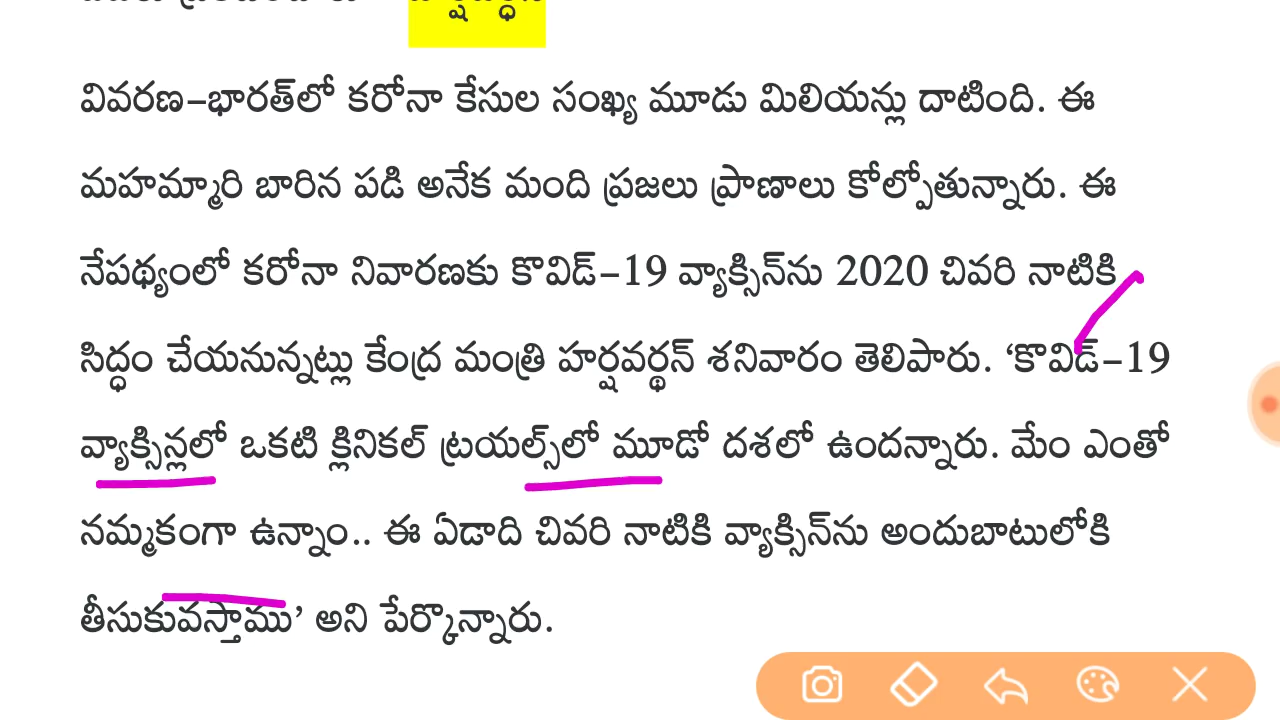 వివరణ–భారత్‌లో కరోనా కేసుల సంఖ్య మూడు మిలియన్లు దాటింది. ఈ
మహమ్మారి బారిన పడి అనేక మంది ప్రజలు ప్రాణాలు కోల్పోతున్నారు. ఈ
నేపథ్యంలో కరోనా నివారణకు కొవిడ్–19 వ్యాక్సిన్‌ను 2020 చివరి నాటికి
సిద్ధం చేయనున్నట్లు కేంద్ర మంత్రి హర్షవర్థన్ శనివారం తెలిపారు. ‘కొవిడ్–19
వ్యాక్సిన్లలో ఒకటి క్లినికల్ ట్రయల్స్‌లో మూడో దశలో ఉందన్నారు. మేం ఎంతో
నమ్మకంగా ఉన్నాం.. ఈ ఏడాది చివరి నాటికి వ్యాక్సిన్‌ను అందుబాటులోకి
తీసుకువస్తాము’ అని పేర్కొన్నారు.